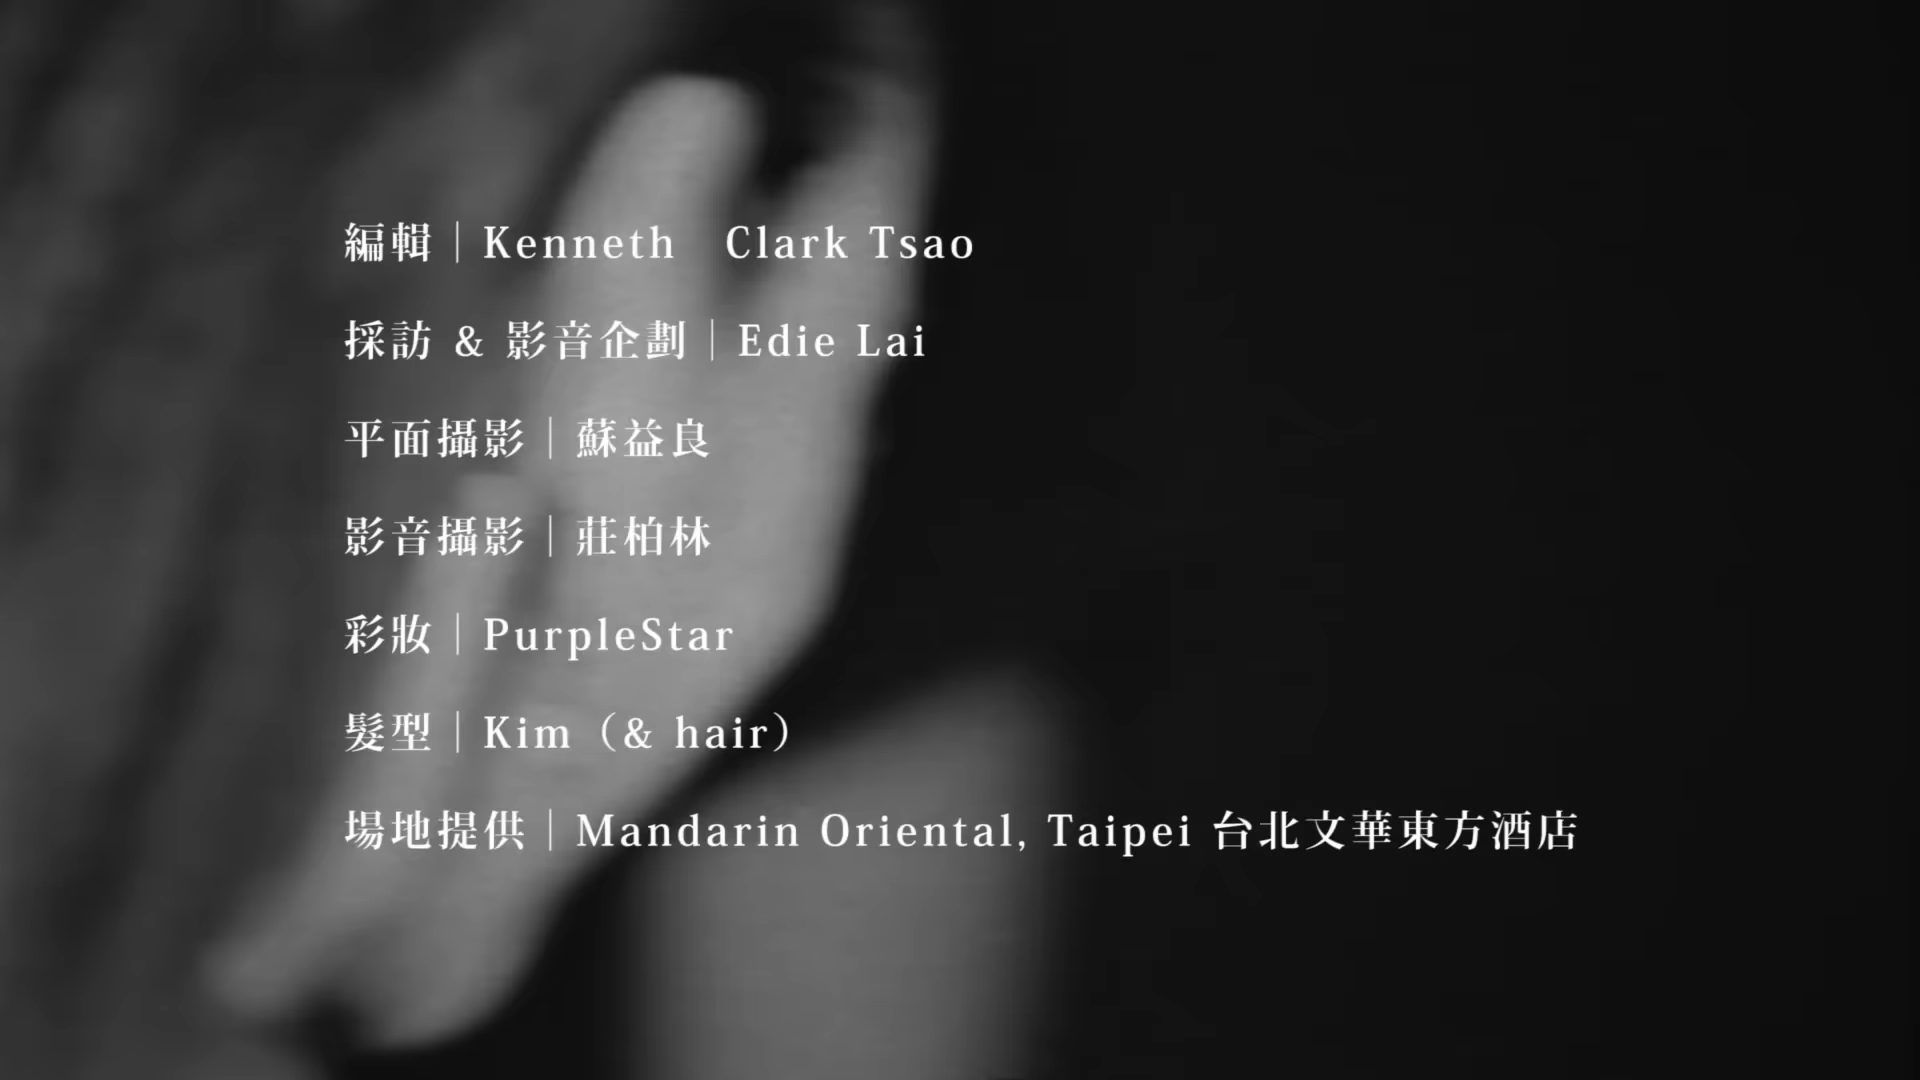 編輯｜Kenneth　Clark Tsao
採訪 & 影音企劃｜Edie Lai
平面攝影｜蘇益良
影音攝影｜莊柏林
彩妝｜PurpleStar
髮型｜Kim（& hair）
場地提供｜Mandarin Oriental, Taipei 台北文華東方酒店